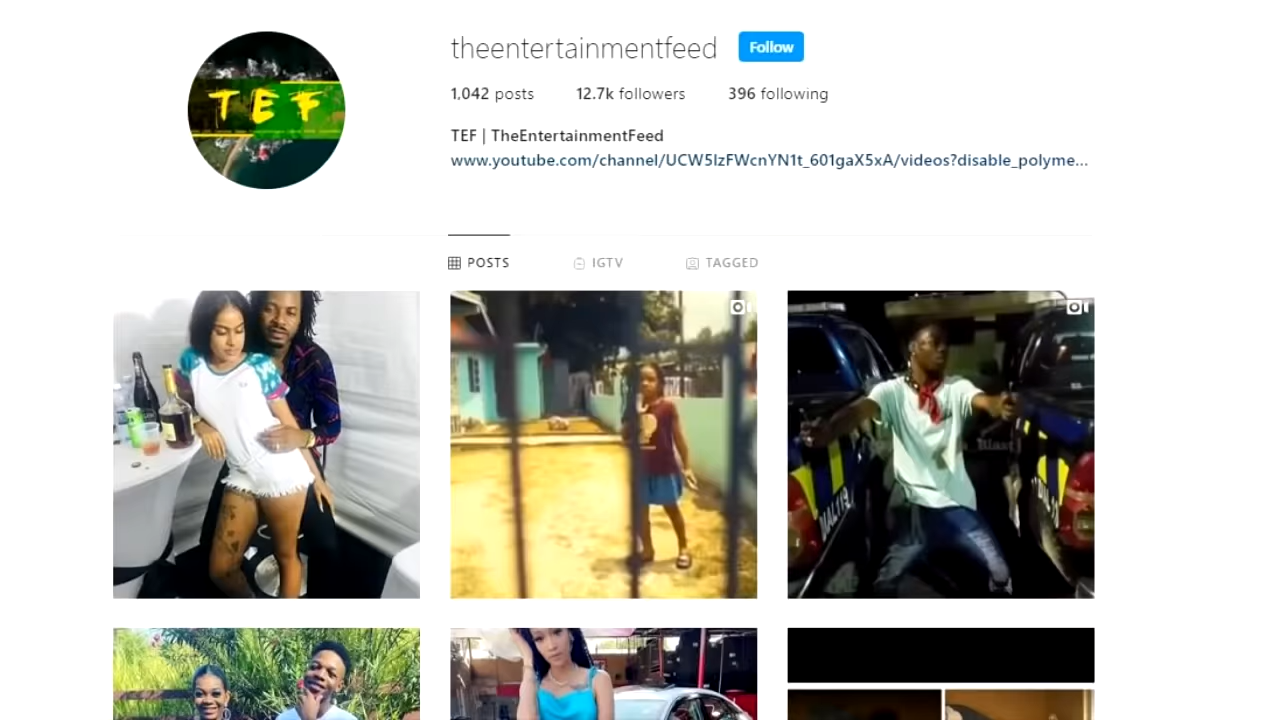 TEF
theentertainmentfeed Follow
1,042 posts 12.7k followers 396 following
TEF | TheEntertainmentFeed
www.youtube.com/channel/UCW5IzFWcnYN1t_601gaX5xA/videos?disable_polyme...
POSTS IGTV TAGGED
Blast